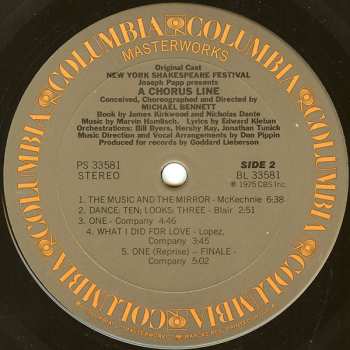 COLUMBIA ◉ COLUMBIA ◉ COLUMBIA ◉ COLUMBIA ◉ COLUMBIA ◉ COLUMBIA
MASTERWORKS
Original Cast
NEW YORK SHAKESPEARE FESTIVAL
Joseph Papp presents
A CHORUS LINE
Conceived, Choreographed and Directed by
MICHAEL BENNETT
Book by James Kirkwood and Nicholas Dante
Music by Marvin Hamlisch. Lyrics by Edward Kleban
Orchestrations: Bill Byers, Hershy Kay, Jonathan Tunick
Music Direction and Vocal Arrangements by Don Pippin
Produced for records by Goddard Lieberson
PS 33581
STEREO
SIDE 2
BL 33581
℗ 1975 CBS Inc.
1. THE MUSIC AND THE MIRROR - McKechnie 6:38
2. DANCE: TEN; LOOKS: THREE - Blair 2:51
3. ONE - Company 4:46
4. WHAT I DID FOR LOVE - Lopez,
Company 3:45
5. ONE (Reprise) – FINALE -
Company 5:02